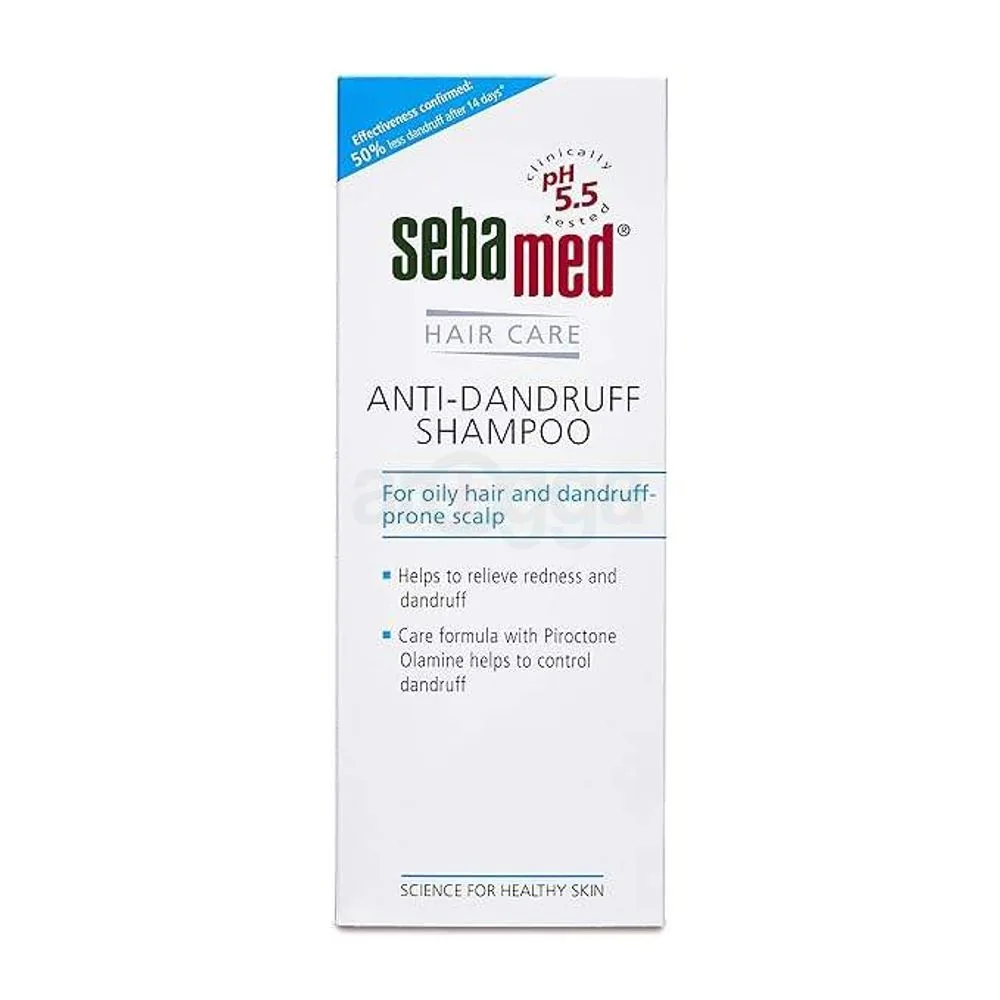 Effectiveness confirmed:
50% less dandruff after 14 days*
clinically
pH
5.5
tested
sebamed®
HAIR CARE
ANTI-DANDRUFF
SHAMPOO
For oily hair and dandruff-
prone scalp
Helps to relieve redness and
dandruff
Care formula with Piroctone
Olamine helps to control
dandruff
SCIENCE FOR HEALTHY SKIN